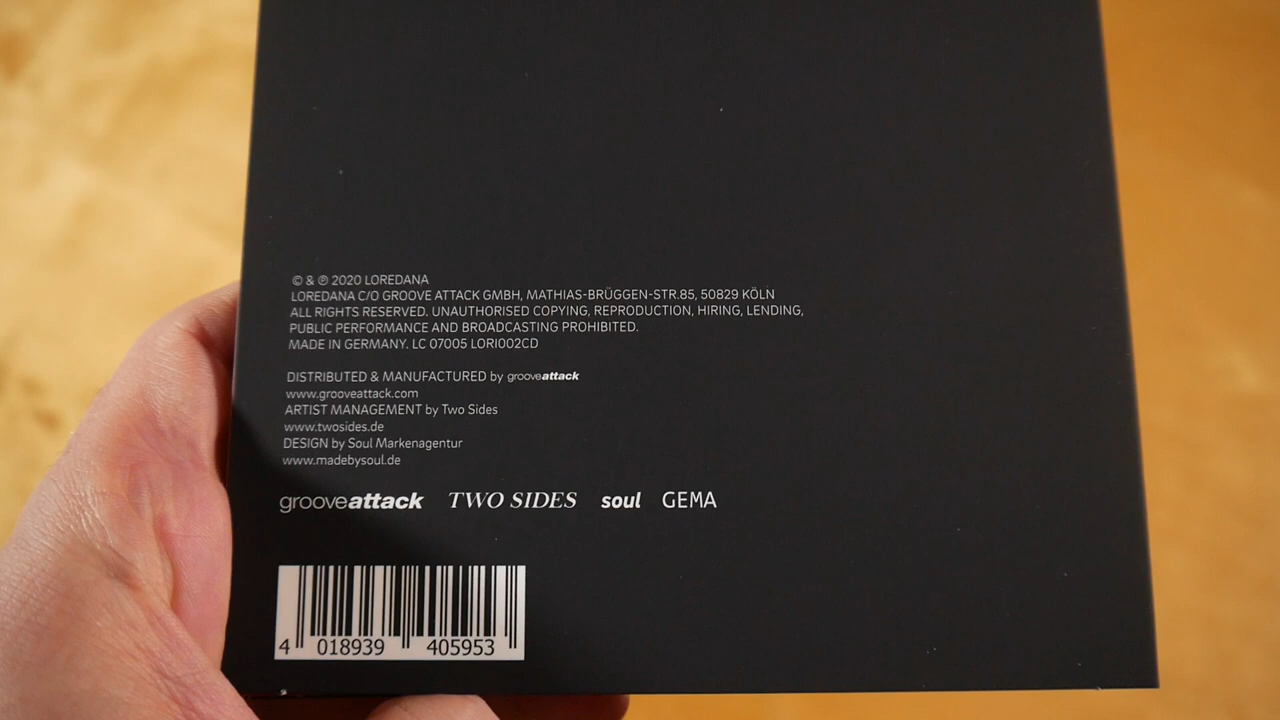 © & ℗ 2020 LOREDANA
LOREDANA C/O GROOVE ATTACK GMBH, MATHIAS-BRÜGGEN-STR.85, 50829 KÖLN
ALL RIGHTS RESERVED. UNAUTHORISED COPYING, REPRODUCTION, HIRING, LENDING,
PUBLIC PERFORMANCE AND BROADCASTING PROHIBITED.
MADE IN GERMANY. LC 07005 LORI002CD
DISTRIBUTED & MANUFACTURED by grooveattack
www.grooveattack.com
ARTIST MANAGEMENT by Two Sides
www.twosides.de
DESIGN by Soul Markenagentur
www.madebysoul.de
grooveattack TWO SIDES soul GEMA
4 018939 405953